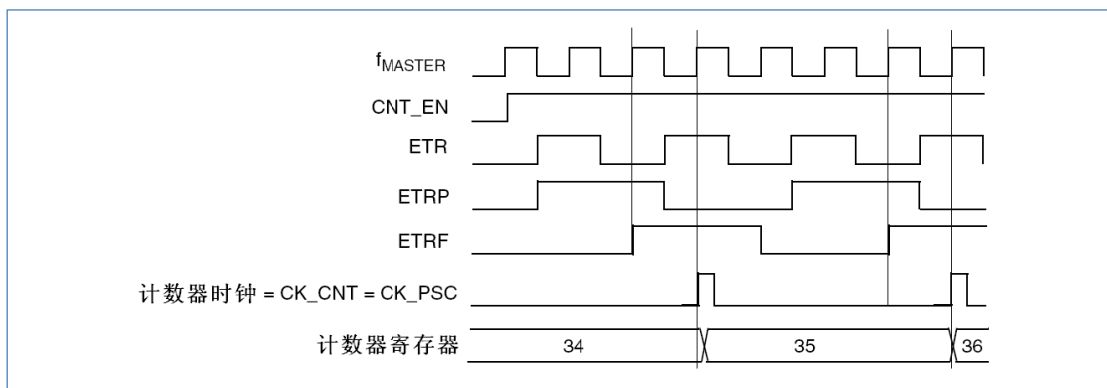 fMASTER
CNT_EN
ETR
ETRP
ETRF
计数器时钟 = CK_CNT = CK_PSC
计数器寄存器 34 35 36